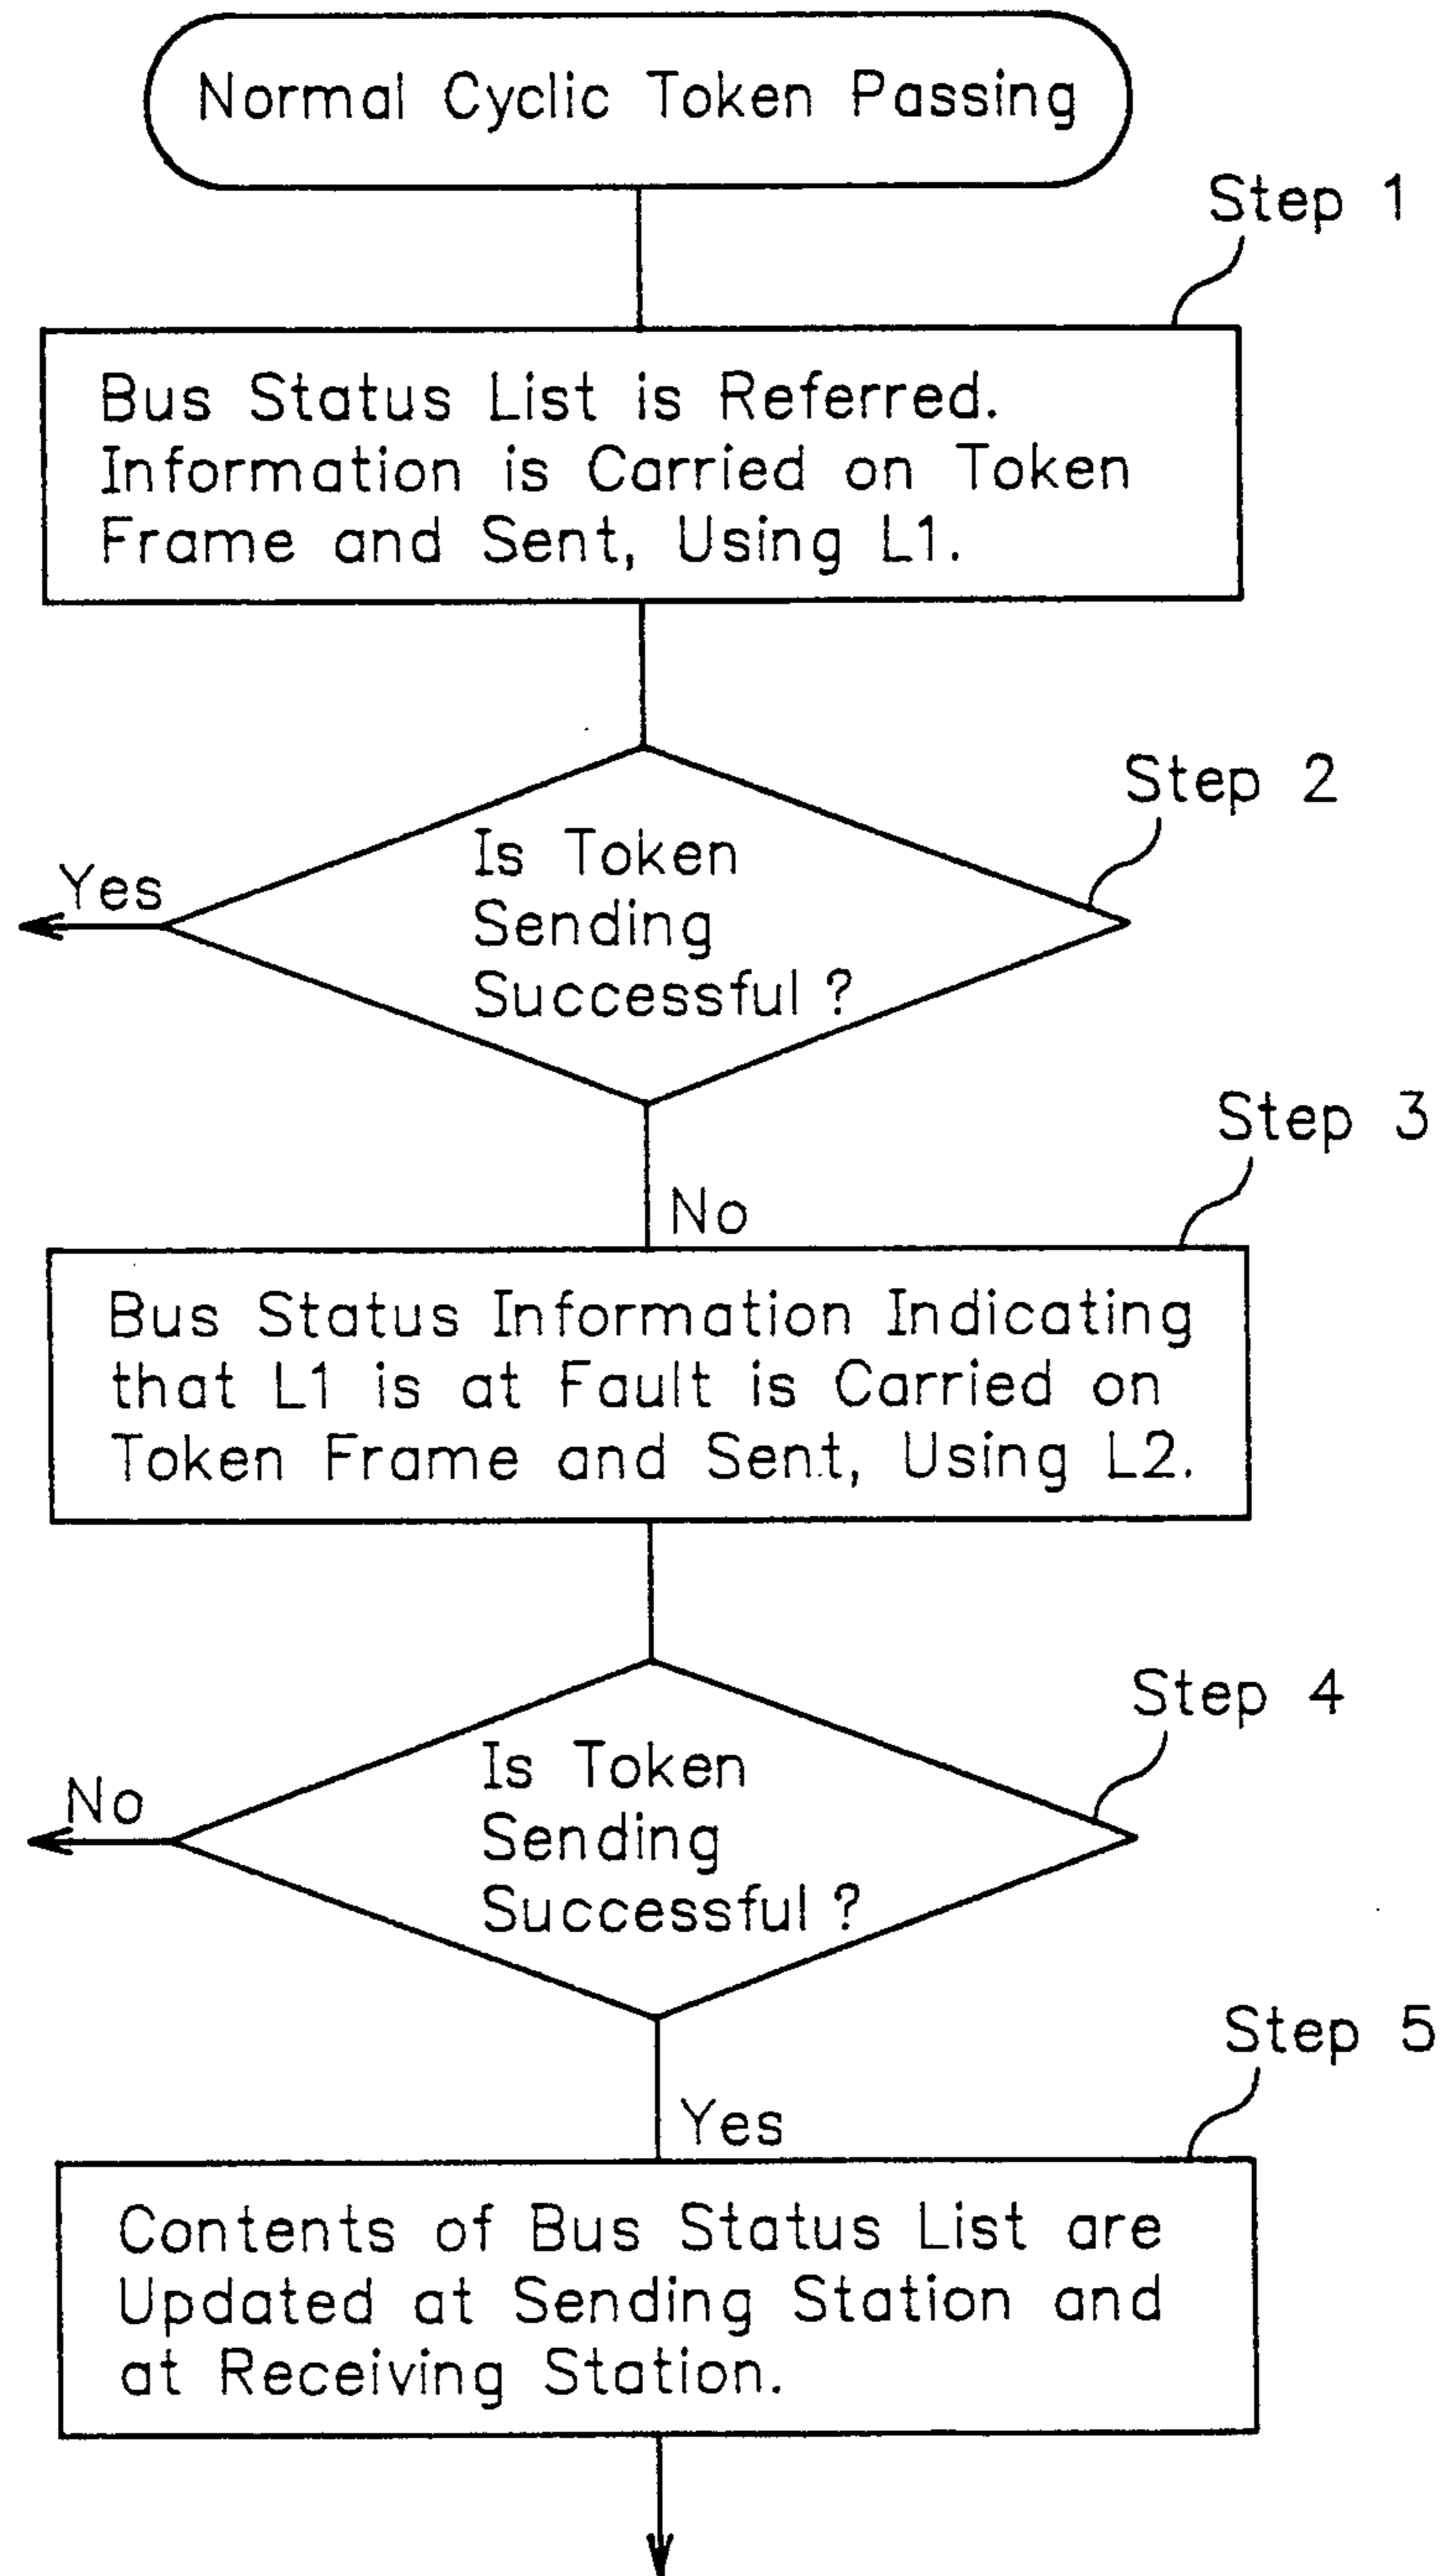 Normal Cyclic Token Passing
Step 1
Bus Status List is Referred.
Information is Carried on Token
Frame and Sent, Using L1.
Step 2
Is Token
Yes
Sending
Successful ?
Step 3
No
Bus Status Information Indicating
that L1 is at Fault is Carried on
Token Frame and Sent, Using L2.
Step 4
Is Token
No
Sending
Successful ?
Step 5
Yes
Contents of Bus Status List are
Updated at Sending Station and
at Receiving Station.